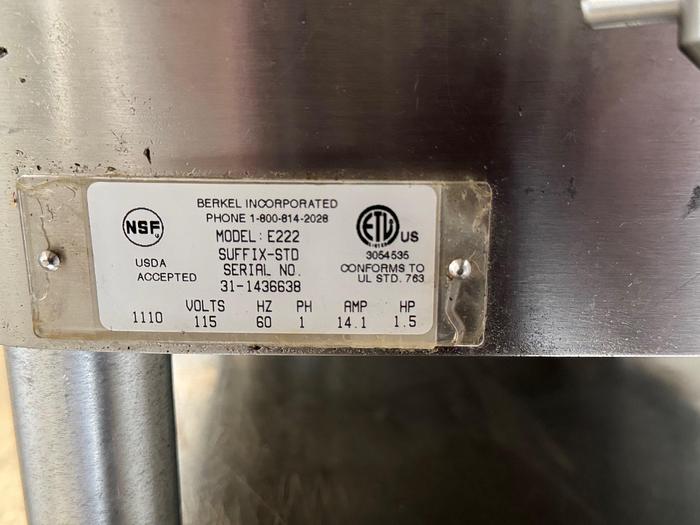 BERKEL INCORPORATED
PHONE 1-800-814-2028
MODEL: E222
SUFFIX-STD
SERIAL NO.
31-1436638
NSF
USDA
ACCEPTED
ETL US
LISTED
3054535
CONFORMS TO
UL STD. 763
VOLTS HZ PH AMP HP
1110 115 60 1 14.1 1.5